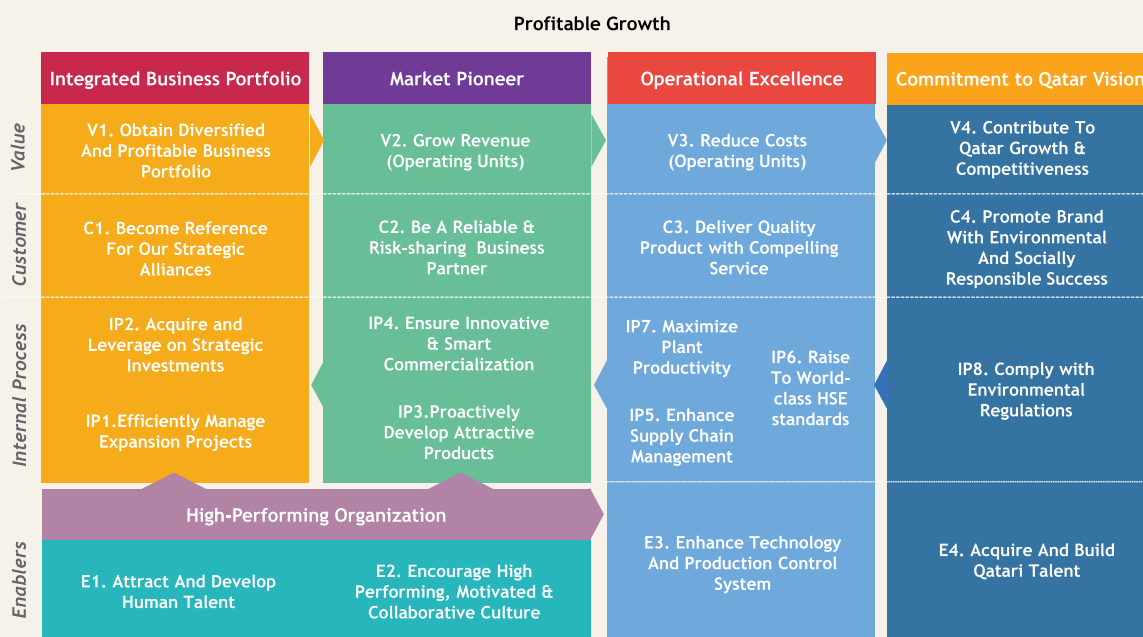 Profitable Growth
Integrated Business Portfolio
Market Pioneer
Operational Excellence
Commitment to Qatar Vision
Value
V1. Obtain Diversified
And Profitable Business
Portfolio
V2. Grow Revenue
(Operating Units)
V3. Reduce Costs
(Operating Units)
V4. Contribute To
Qatar Growth &
Competitiveness
Customer
C1. Become Reference
For Our Strategic
Alliances
C2. Be A Reliable &
Risk-sharing Business
Partner
C3. Deliver Quality
Product with Compelling
Service
C4. Promote Brand
With Environmental
And Socially
Responsible Success
Internal Process
IP2. Acquire and
Leverage on Strategic
Investments
IP1.Efficiently Manage
Expansion Projects
IP4. Ensure Innovative
& Smart
Commercialization
IP3.Proactively
Develop Attractive
Products
IP7. Maximize
Plant
Productivity
IP5. Enhance
Supply Chain
Management
IP6. Raise
To World-
class HSE
standards
IP8. Comply with
Environmental
Regulations
High-Performing Organization
Enablers
E1. Attract And Develop
Human Talent
E2. Encourage High
Performing, Motivated &
Collaborative Culture
E3. Enhance Technology
And Production Control
System
E4. Acquire And Build
Qatari Talent